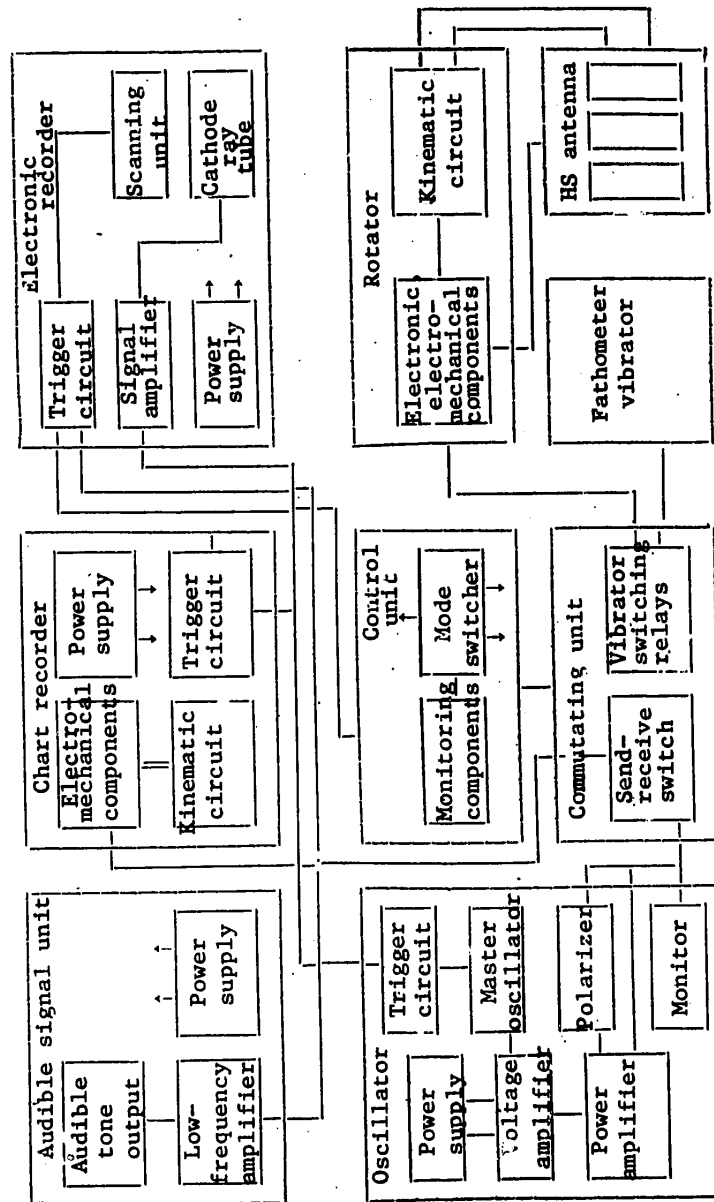 Audible signal unit
Audible
tone
output
Low-
frequency
amplifier
Power
supply
Chart recorder
Electro-
mechanical
components
Kinematic
circuit
Power
supply
Trigger
circuit
Electronic
recorder
Trigger
circuit
Signal
amplifier
Power
supply
Scanning
unit
Cathode
ray
tube
Oscillator
Power
supply
Voltage
amplifier
Power
amplifier
Trigger
circuit
Master
oscillator
Polarizer
Monitor
Control
unit
Monitoring
components
Mode
switcher
Commutating unit
Send-
receive
switch
Vibrator
switching
relays
Rotator
Electronic,
electro-
mechanical
components
Kinematic
circuit
Fathometer
vibrator
HS antenna